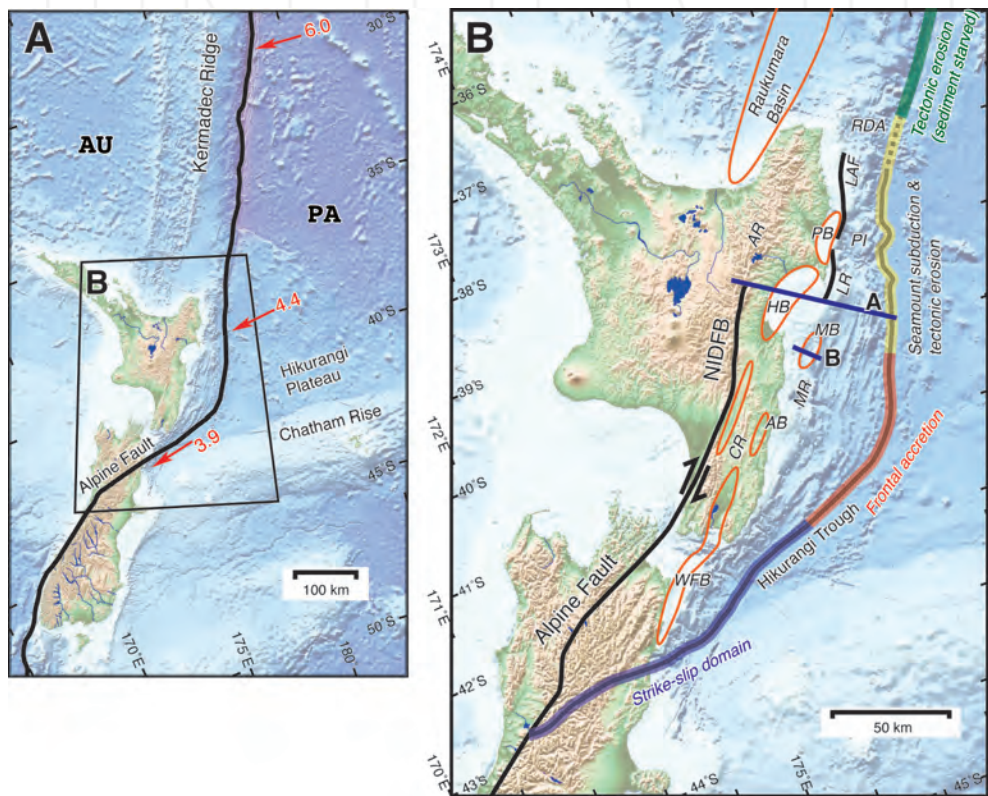 A
30°S
6.0
Kermadec Ridge
AU
35°S
PA
B
4.4
40°S
Hikurangi
Plateau
Chatham Rise
3.9
Alpine Fault
45°S
100 km
50°S
170°E
175°E
180°
B
174°E
36°S
Raukumara
Basin
RDA
Tectonic erosion
(sediment starved)
37°S
LAF
173°E
AR
PB
PI
Seamount subduction &
tectonic erosion
38°S
LR
A
HB
MB
B
NIDFB
MR
39°S
172°E
CR
AB
Frontal accretion
40°S
Hikurangi Trough
41°S
WFB
171°E
Alpine Fault
Strike-slip domain
42°S
50 km
170°E
43°S
44°S
175°E
45°S